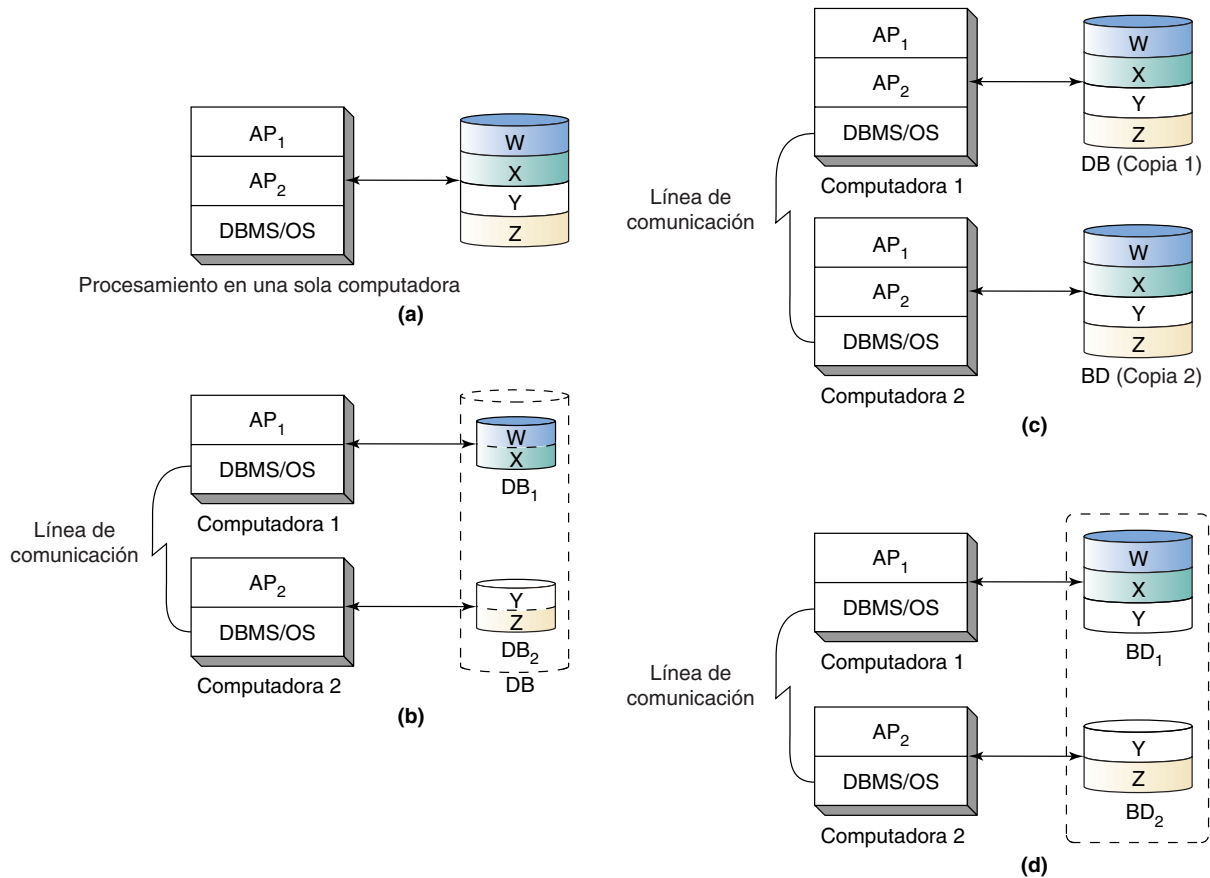 AP1
AP2
DBMS/OS
W
X
Y
Z
Procesamiento en una sola computadora
(a)
AP1
DBMS/OS
Computadora 1
W
X
DB1
Línea de
comunicación
AP2
DBMS/OS
Computadora 2
Y
Z
DB2
DB
(b)
AP1
AP2
DBMS/OS
Computadora 1
W
X
Y
Z
DB (Copia 1)
Línea de
comunicación
AP1
AP2
DBMS/OS
Computadora 2
W
X
Y
Z
BD (Copia 2)
(c)
AP1
DBMS/OS
Computadora 1
W
X
Y
BD1
Línea de
comunicación
AP2
DBMS/OS
Computadora 2
Y
Z
BD2
(d)